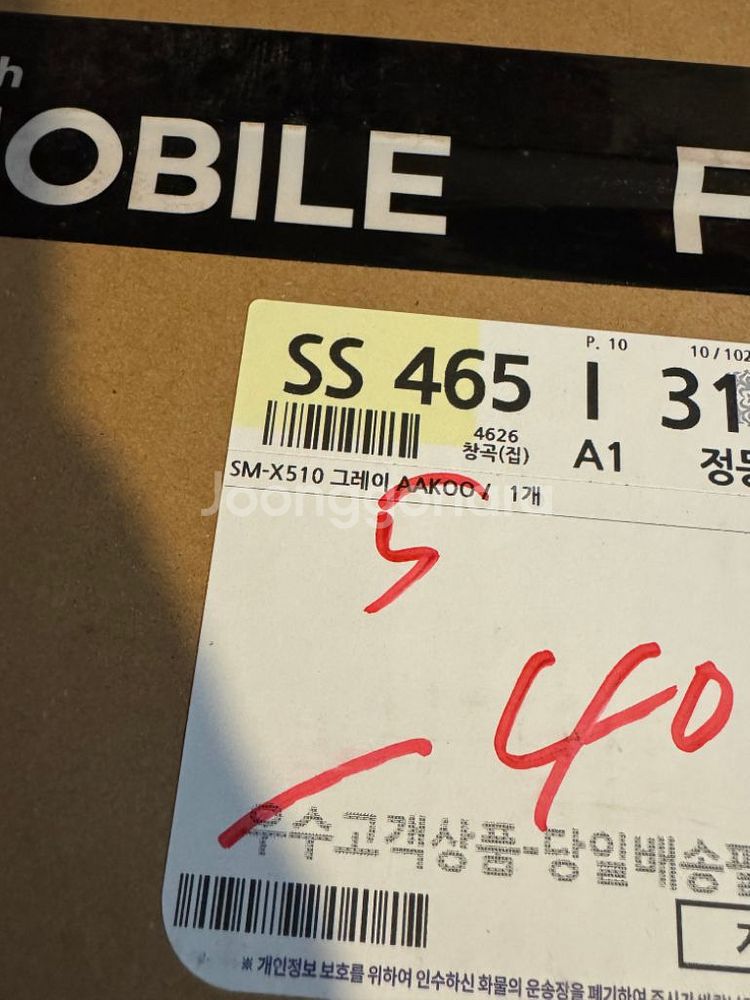 h
MOBILE F
P. 10 10/102
SS 465 I 31
4626
창곡(집) A1
SM-X510 그레이 AAKOO / 1개
Joonggonara
5
40
우수고객상품-당일배송
※ 개인정보 보호를 위하여 인수하신 화물의 운송장을 폐기하여